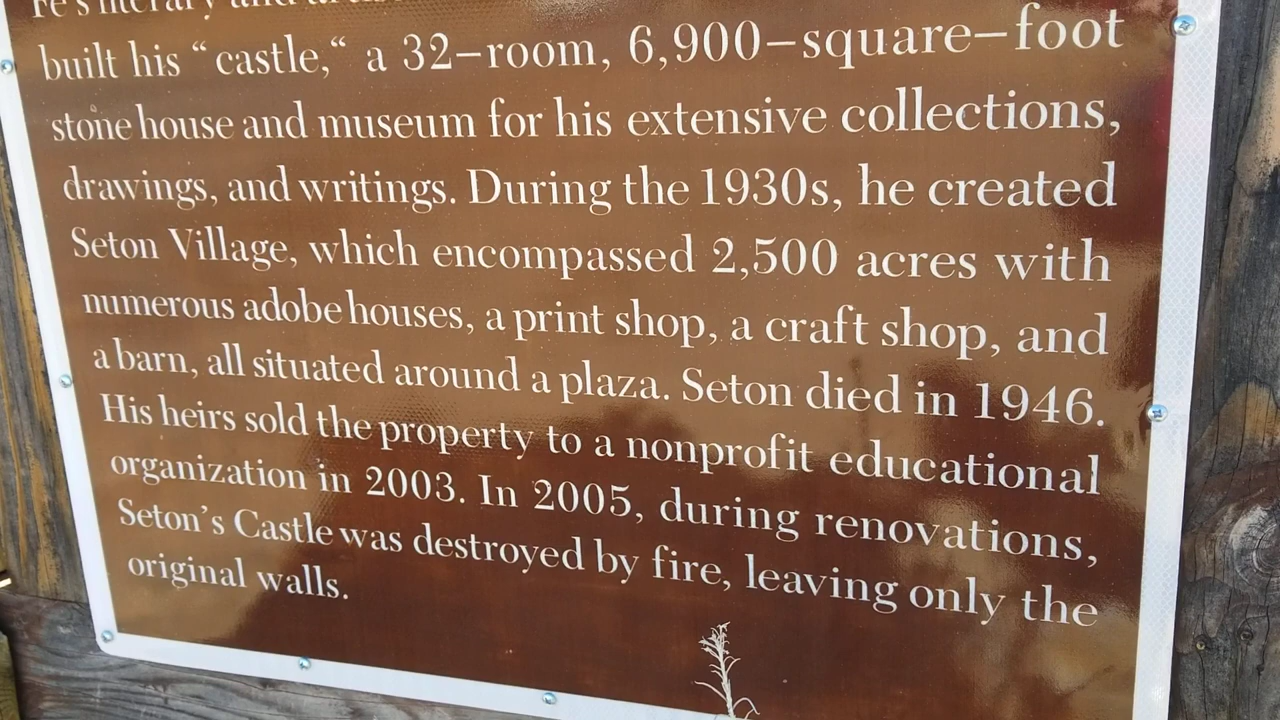 Fe's literary and
built his “ castle,“ a 32–room, 6,900–square–foot
stone house and museum for his extensive collections,
drawings, and writings. During the 1930s, he created
Seton Village, which encompassed 2,500 acres with
numerous adobe houses, a print shop, a craft shop, and
a barn, all situated around a plaza. Seton died in 1946.
His heirs sold the property to a nonprofit educational
organization in 2003. In 2005, during renovations,
Seton's Castle was destroyed by fire, leaving only the
original walls.